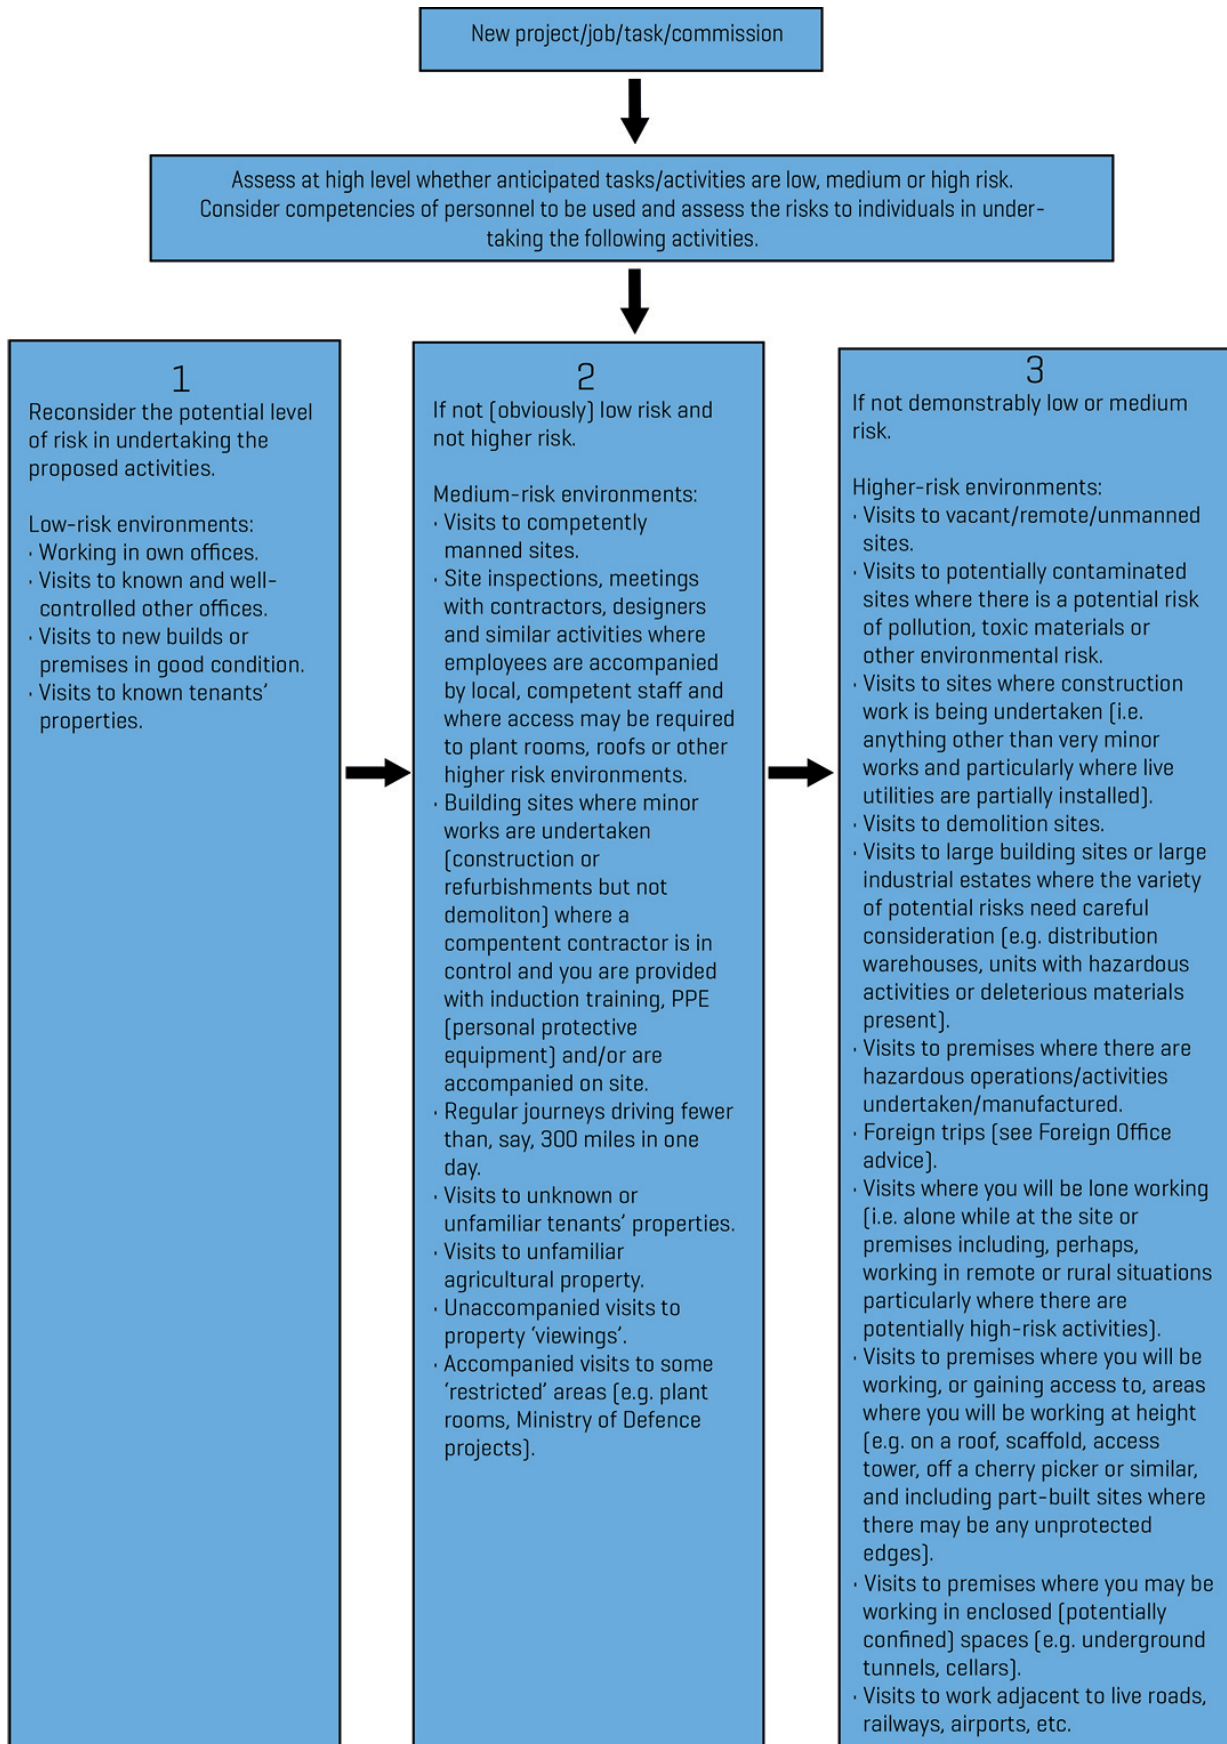 New project/job/task/commission
Assess at high level whether anticipated tasks/activities are low, medium or high risk.
Consider competencies of personnel to be used and assess the risks to individuals in under-
taking the following activities.
1
Reconsider the potential level
of risk in undertaking the
proposed activities.
Low-risk environments:
· Working in own offices.
· Visits to known and well-
controlled other offices.
· Visits to new builds or
premises in good condition.
· Visits to known tenants’
properties.
2
If not (obviously) low risk and
not higher risk.
Medium-risk environments:
· Visits to competently
manned sites.
· Site inspections, meetings
with contractors, designers
and similar activities where
employees are accompanied
by local, competent staff and
where access may be required
to plant rooms, roofs or other
higher risk environments.
· Building sites where minor
works are undertaken
(construction or
refurbishments but not
demoliton) where a
compentent contractor is in
control and you are provided
with induction training, PPE
(personal protective
equipment) and/or are
accompanied on site.
· Regular journeys driving fewer
than, say, 300 miles in one
day.
· Visits to unknown or
unfamiliar tenants’ properties.
· Visits to unfamiliar
agricultural property.
· Unaccompanied visits to
property ‘viewings’.
· Accompanied visits to some
‘restricted’ areas (e.g. plant
rooms, Ministry of Defence
projects).
3
If not demonstrably low or medium
risk.
Higher-risk environments:
· Visits to vacant/remote/unmanned
sites.
· Visits to potentially contaminated
sites where there is a potential risk
of pollution, toxic materials or
other environmental risk.
· Visits to sites where construction
work is being undertaken (i.e.
anything other than very minor
works and particularly where live
utilities are partially installed).
· Visits to demolition sites.
· Visits to large building sites or large
industrial estates where the variety
of potential risks need careful
consideration (e.g. distribution
warehouses, units with hazardous
activities or deleterious materials
present).
· Visits to premises where there are
hazardous operations/activities
undertaken/manufactured.
· Foreign trips (see Foreign Office
advice).
· Visits where you will be lone working
(i.e. alone while at the site or
premises including, perhaps,
working in remote or rural situations
particularly where there are
potentially high-risk activities).
· Visits to premises where you will be
working, or gaining access to, areas
where you will be working at height
(e.g. on a roof, scaffold, access
tower, off a cherry picker or similar,
and including part-built sites where
there may be any unprotected
edges).
· Visits to premises where you may be
working in enclosed (potentially
confined) spaces (e.g. underground
tunnels, cellars).
· Visits to work adjacent to live roads,
railways, airports, etc.